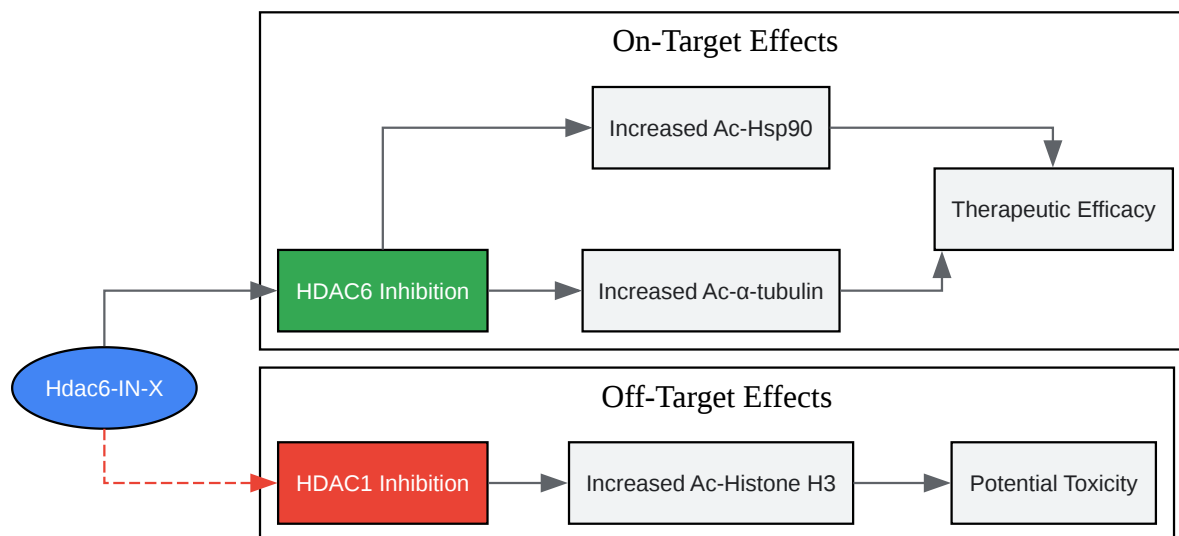 On-Target Effects
Increased Ac-Hsp90
Therapeutic Efficacy
HDAC6 Inhibition
Increased Ac-α-tubulin
Hdac6-IN-X
Off-Target Effects
HDAC1 Inhibition
Increased Ac-Histone H3
Potential Toxicity